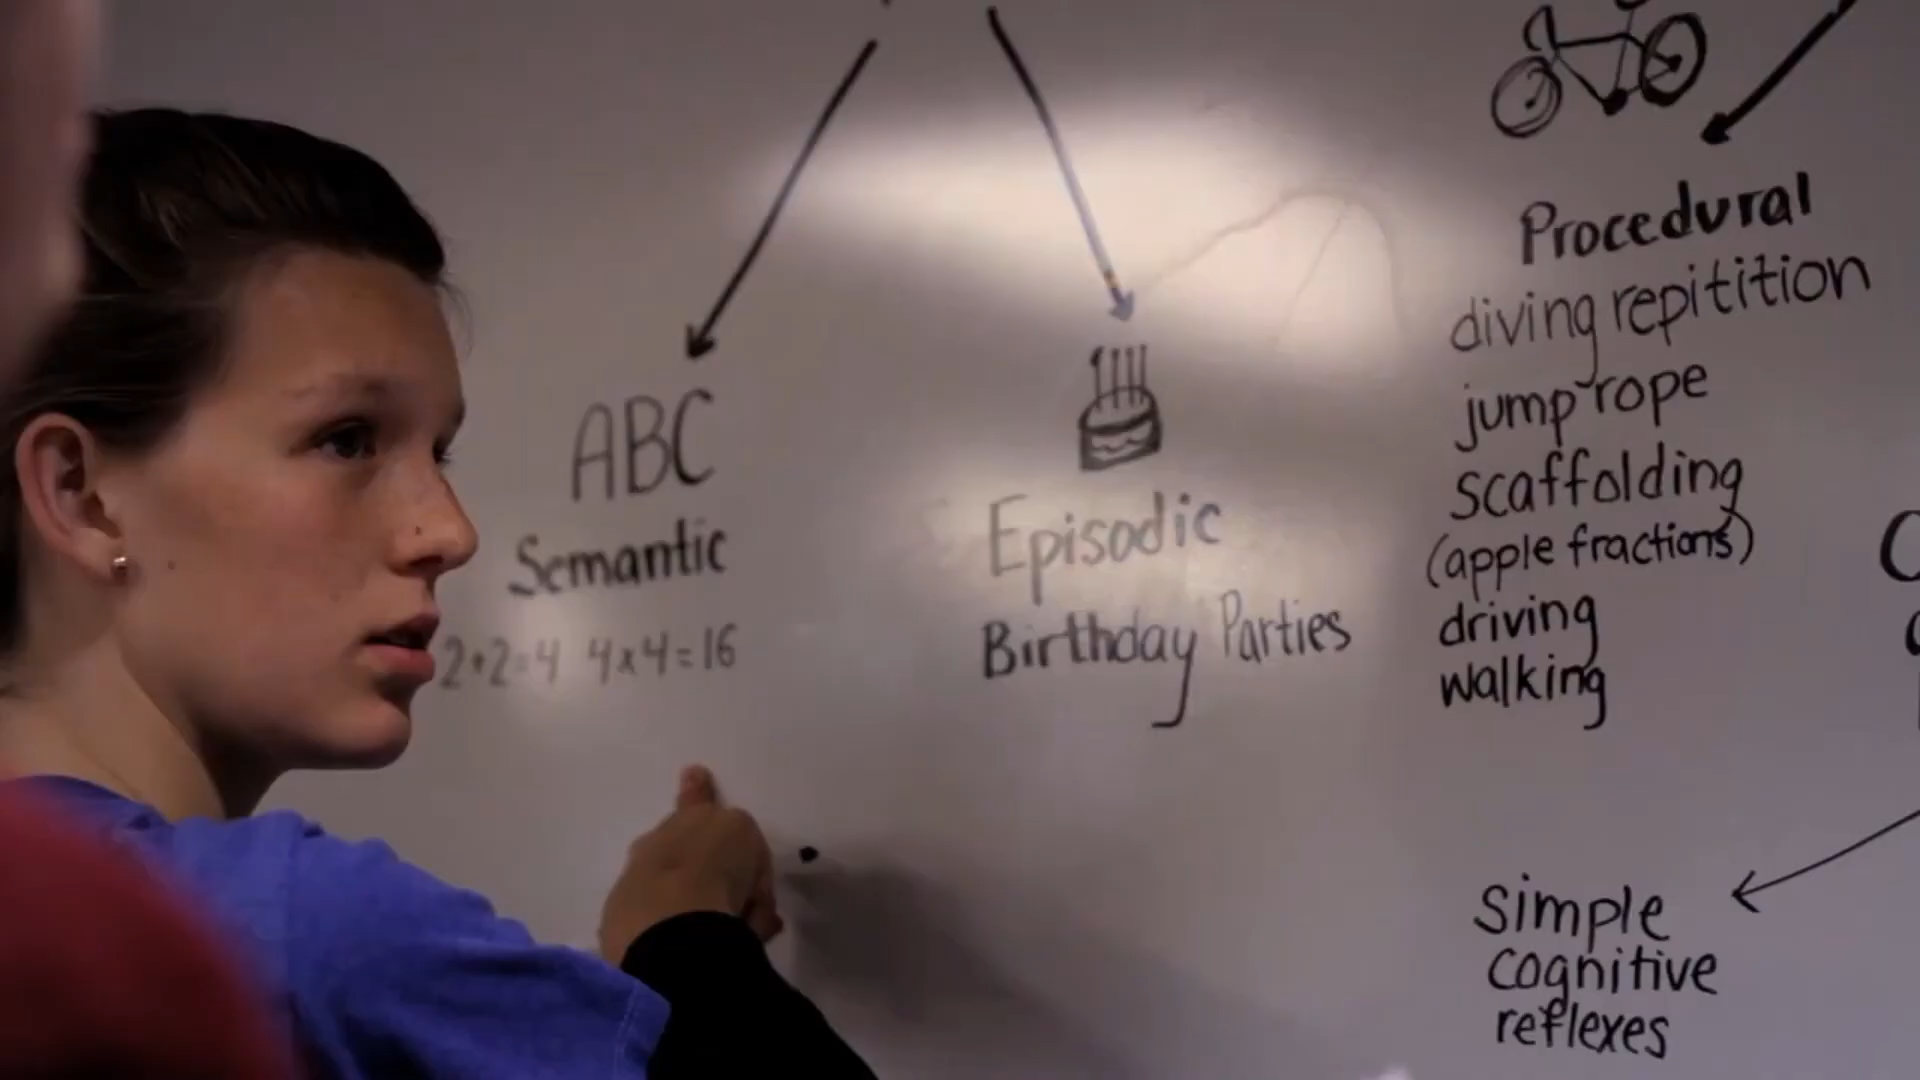 ABC
Semantic
2+2=4 4x4=16
Episodic
Birthday Parties
Procedural
diving repitition
jump rope
scaffolding
(apple fractions)
driving
walking
simple
cognitive
reflexes